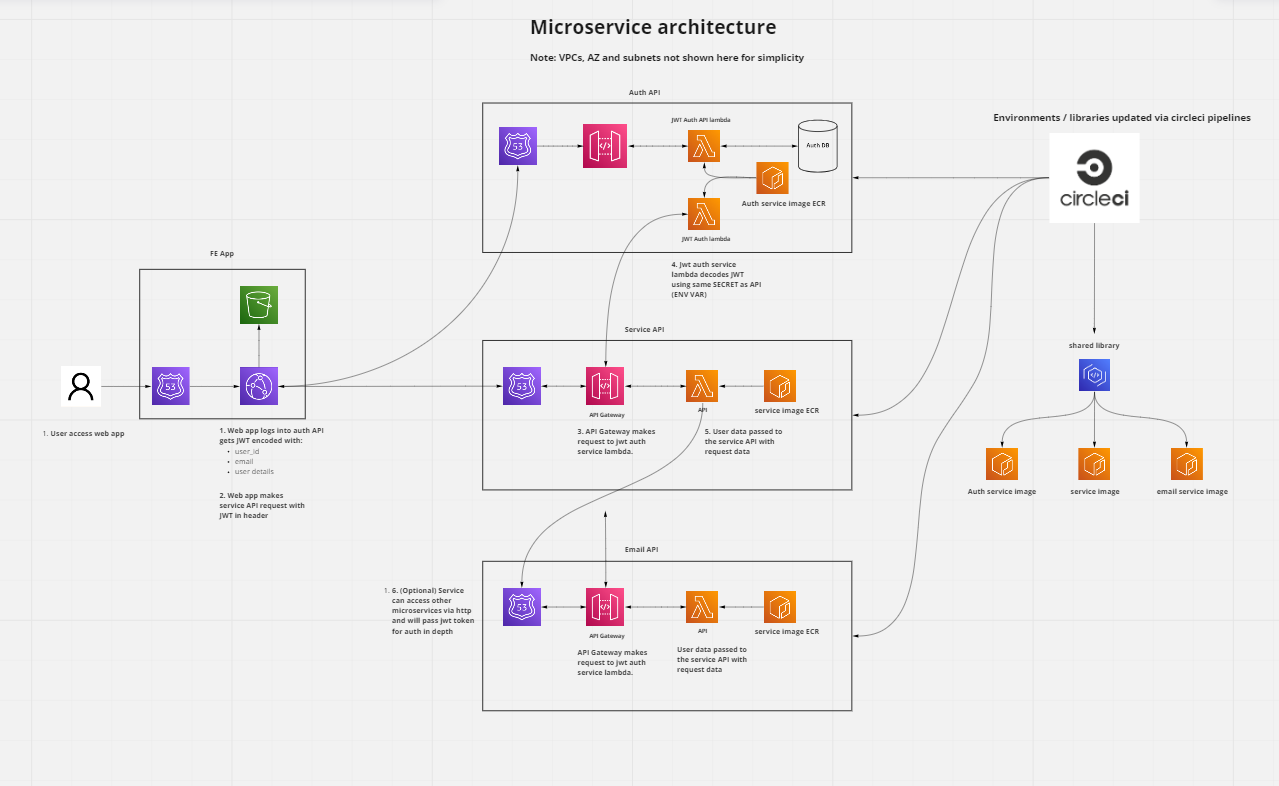 Microservice architecture
Note: VPCs, AZ and subnets not shown here for simplicity
Auth API
JWT Auth API lambda
53
Auth DB
Auth service image ECR
JWT Auth lambda
4. Jwt auth service
lambda decodes JWT
using same SECRET as API
(ENV VAR)
Environments / libraries updated via circleci pipelines
circleci
shared library
Auth service image
service image
email service image
FE App
53
1. User access web app
1. Web app logs into auth API
gets JWT encoded with:
• user_id
• email
• user details
2. Web app makes
service API request with
JWT in header
Service API
53
API Gateway
API
service image ECR
3. API Gateway makes
request to jwt auth
service lambda.
5. User data passed to
the service API with
request data
Email API
53
API Gateway
API
service image ECR
1. 6. (Optional) Service
can access other
microservices via http
and will pass jwt token
for auth in depth
API Gateway makes
request to jwt auth
service lambda.
User data passed to
the service API with
request data